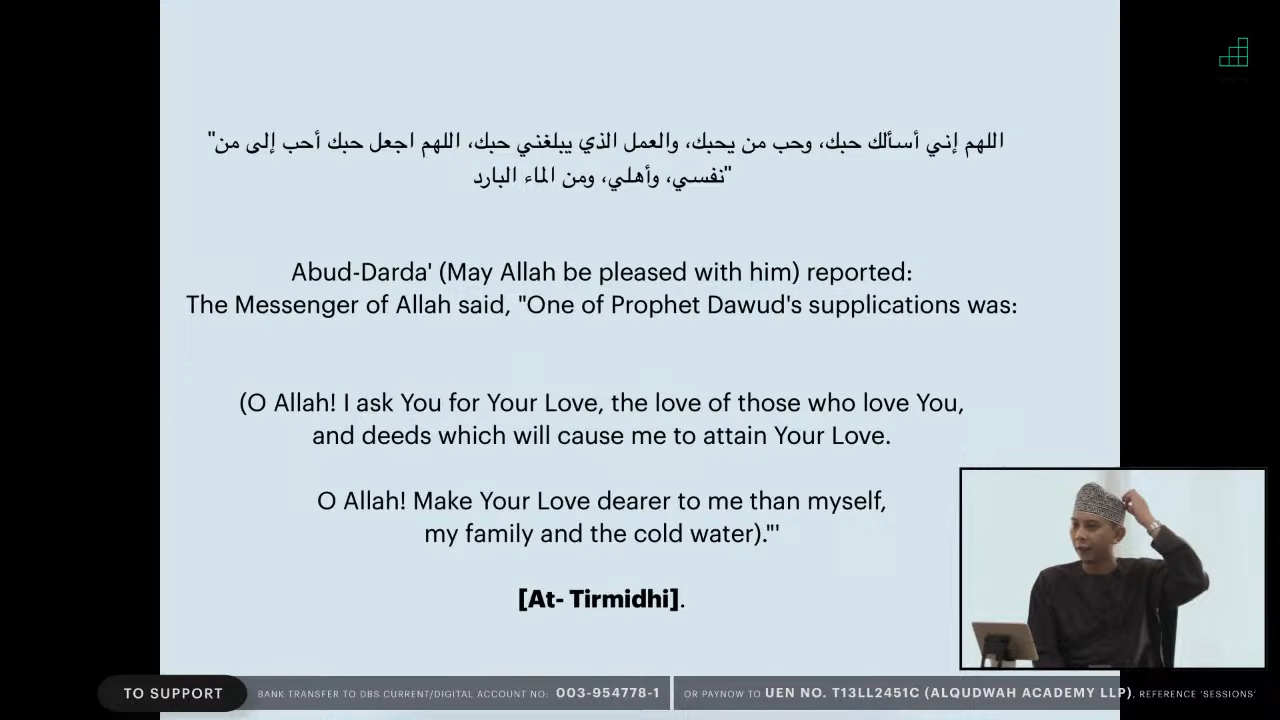 "اللهم إني أسألك حبك، وحب من يحبك، والعمل الذي يبلغني حبك، اللهم اجعل حبك أحب إلى من
نفسي، وأهلي، ومن الماء البارد"
Abud-Darda' (May Allah be pleased with him) reported:
The Messenger of Allah said, "One of Prophet Dawud's supplications was:
(O Allah! I ask You for Your Love, the love of those who love You,
and deeds which will cause me to attain Your Love.
O Allah! Make Your Love dearer to me than myself,
my family and the cold water)."'
[At- Tirmidhi].
TO SUPPORT BANK TRANSFER TO DBS CURRENT/DIGITAL ACCOUNT NO: 003-954778-1 OR PAYNOW TO UEN NO. T13LL2451C (ALQUDWAH ACADEMY LLP), REFERENCE 'SESSIONS'